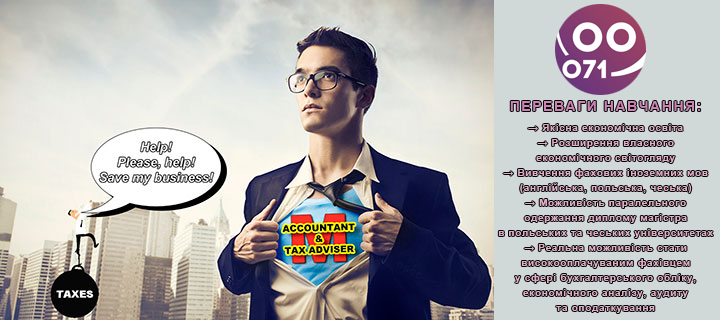 Help!
Please, help!
Save my business!
TAXES
M
ACCOUNTANT
&
TAX ADVISER
\OO
071
ПЕРЕВАГИ НАВЧАННЯ:
→ Якісна економічна освіта
→ Розширення власного
економічного світогляду
→ Вивчення фахових іноземних мов
(англійська, польська, чеська)
→ Можливість паралельного
одержання диплому магістра
в польських та чеських університетах
→ Реальна можливість стати
високооплачуваним фахівцем
у сфері бухгалтерського обліку,
економічного аналізу, аудиту
та оподаткування